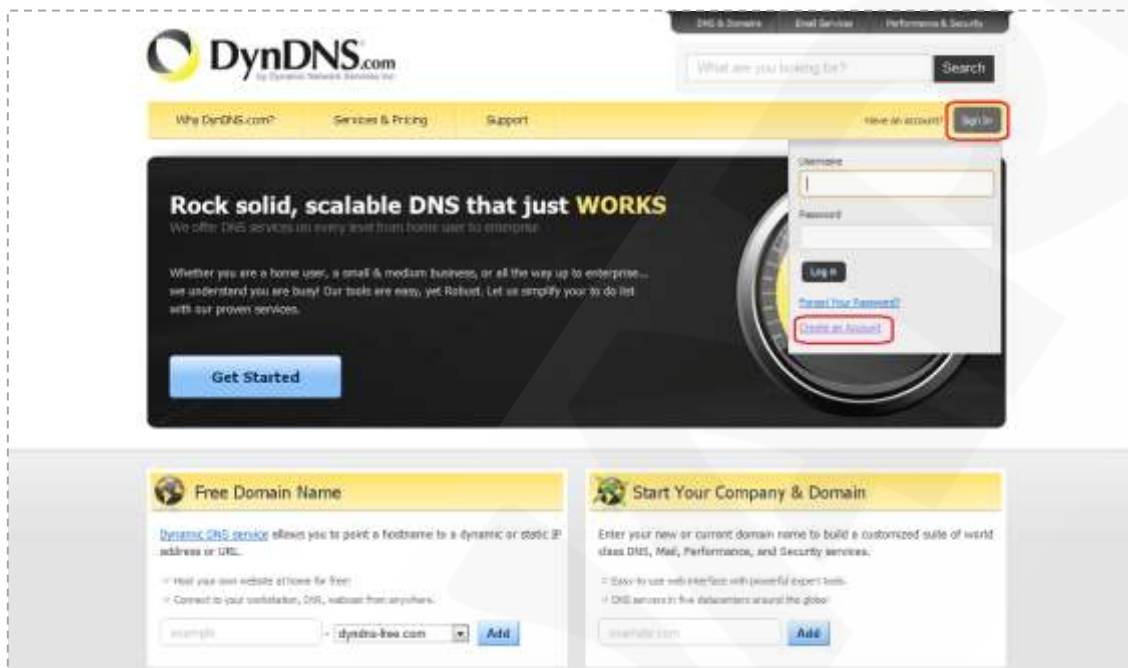 DNS & Domains Email Services Performance & Security
DynDNS.com
by Dynamic Network Services Inc.
What are you looking for? Search
Why DynDNS.com? Services & Pricing Support Have an account? Sign In
Username
Password
Log In
Forgot Your Password?
Create an Account
Rock solid, scalable DNS that just WORKS
We offer DNS services on every level from home user to enterprise
Whether you are a home user, a small & medium business, or all the way up to enterprise...
we understand you are busy! Our tools are easy, yet Robust. Let us simplify your to do list
with our proven services.
Get Started
Free Domain Name
Dynamic DNS service allows you to point a hostname to a dynamic or static IP
address or URL.
Host your own website at home for free!
Connect to your workstation, DVR, webcam from anywhere.
example . dyndns-free.com Add
Start Your Company & Domain
Enter your new or current domain name to build a customized suite of world
class DNS, Mail, Performance, and Security services.
Easy to use web interface with powerful expert tools.
DNS servers in five datacenters around the globe
example.com Add